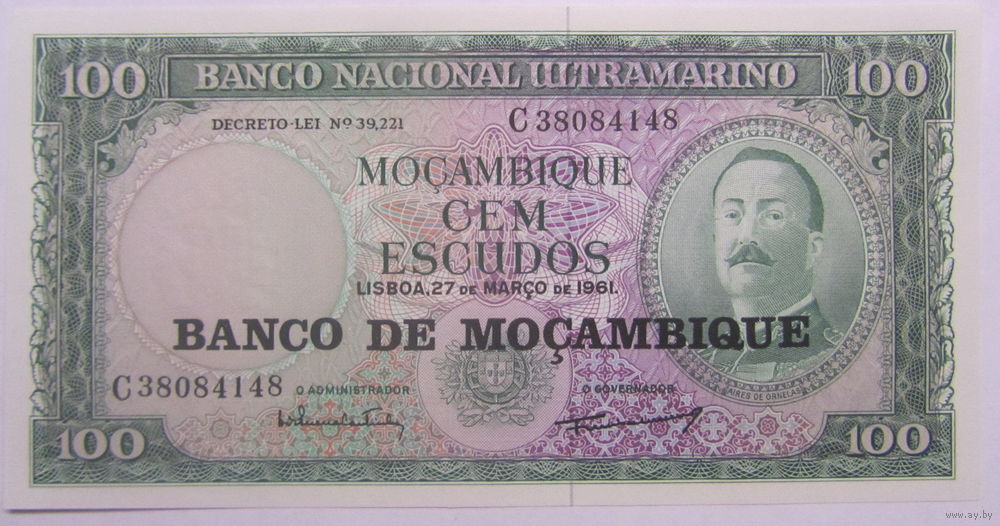 100 BANCO NACIONAL ULTRAMARINO 100
DECRETO-LEI Nº 39,221
C38084148
MOÇAMBIQUE
CEM
ESCUDOS
LISBOA, 27 DE MARÇO DE 1961.
BANCO DE MOÇAMBIQUE
C38084148
O ADMINISTRADOR
O GOVERNADOR
AIRES DE ORNELAS
100
100
www.ay.by